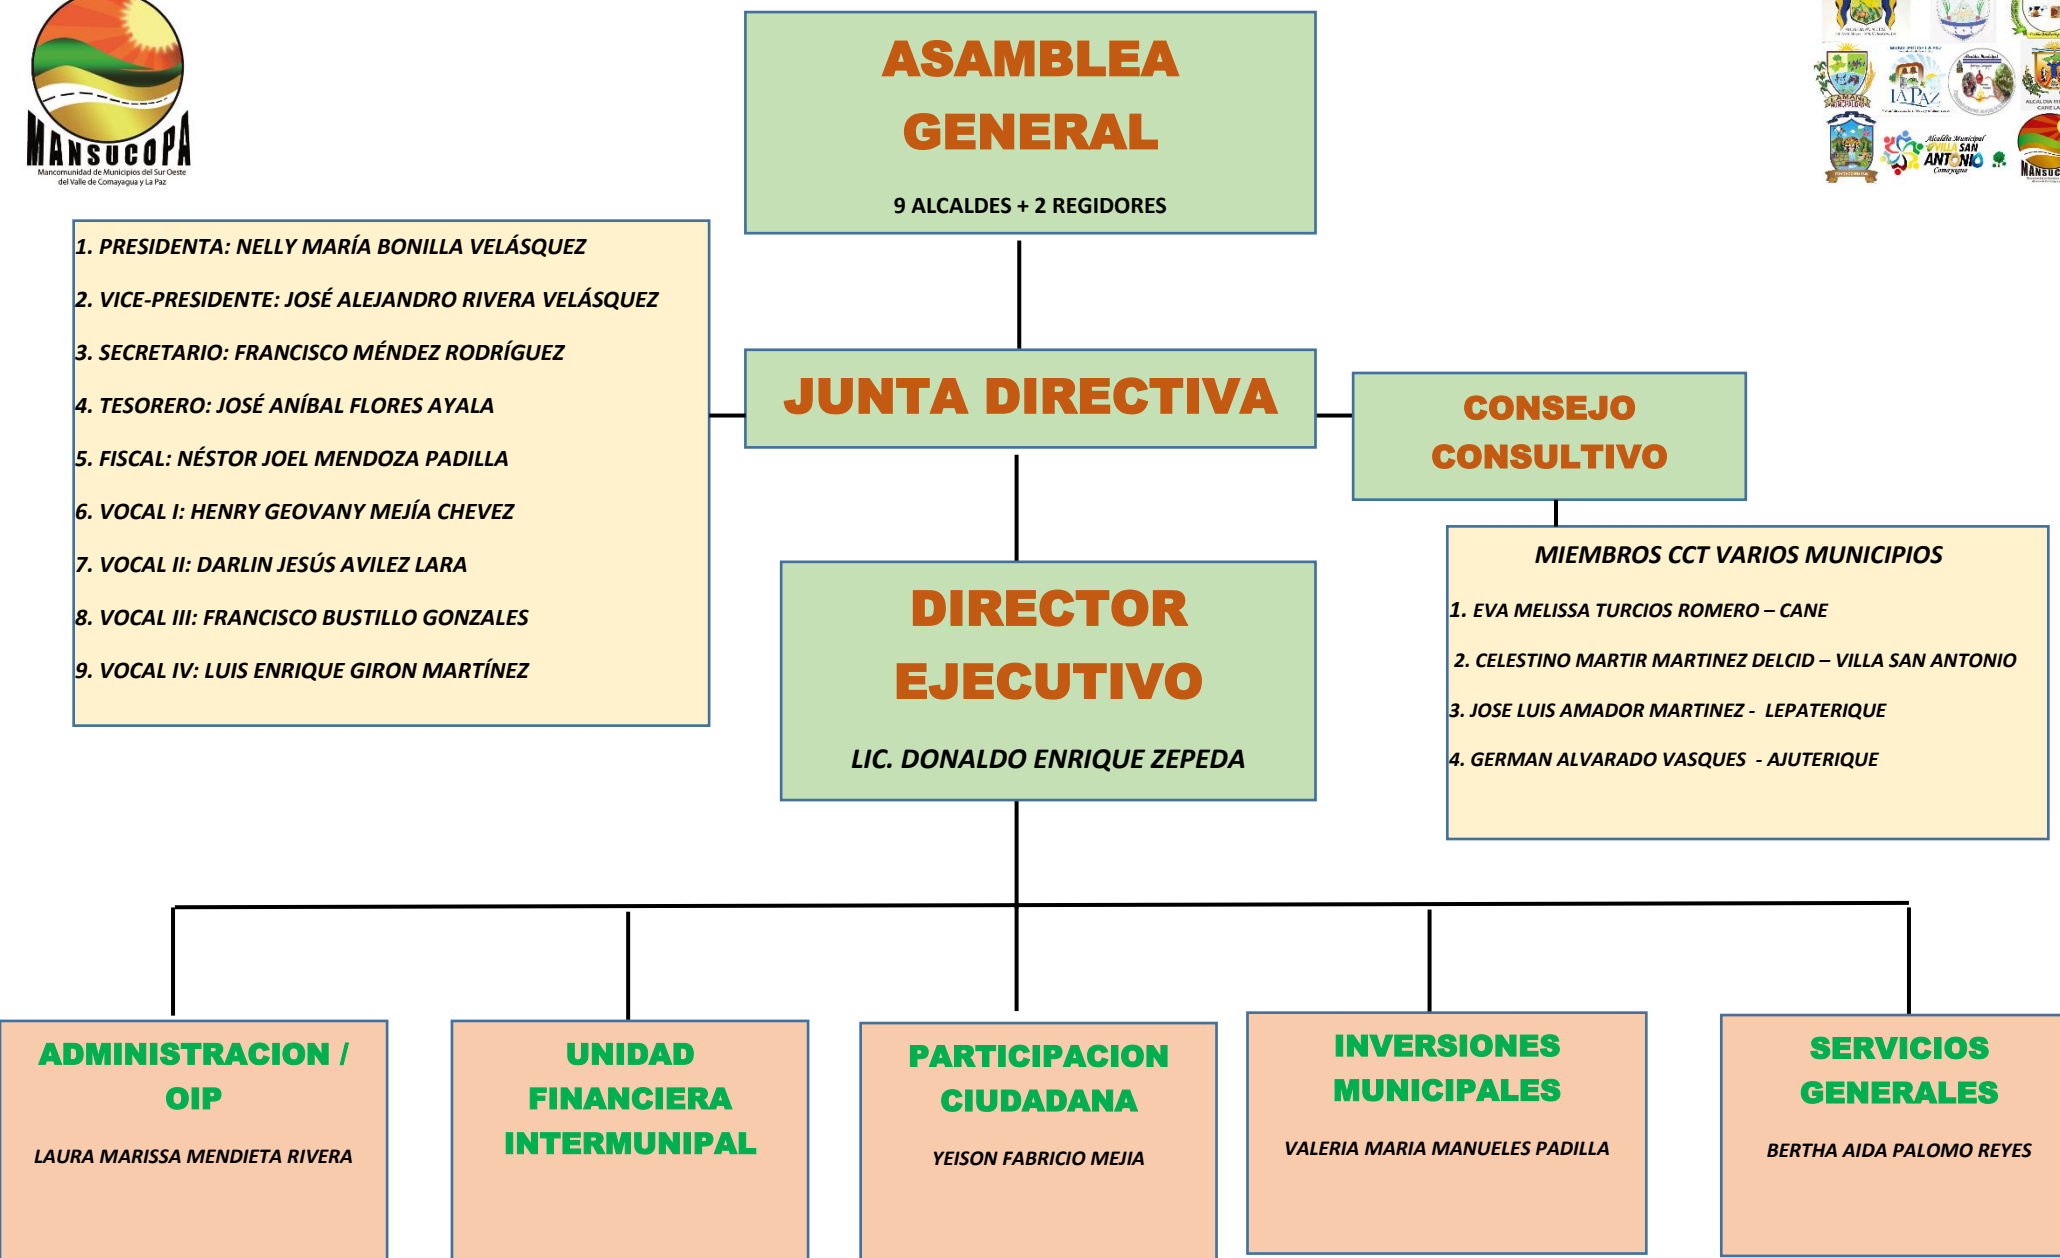 MANSUCOPA
Mancomunidad de Municipios del Sur Oeste
del Valle de Comayagua y La Paz
ASAMBLEA
GENERAL
9 ALCALDES + 2 REGIDORES
LA PAZ
Alcaldía Municipal
VILLA SAN
ANTONIO
Comayagua
1. PRESIDENTA: NELLY MARÍA BONILLA VELÁSQUEZ
2. VICE-PRESIDENTE: JOSÉ ALEJANDRO RIVERA VELÁSQUEZ
3. SECRETARIO: FRANCISCO MÉNDEZ RODRÍGUEZ
4. TESORERO: JOSÉ ANÍBAL FLORES AYALA
5. FISCAL: NÉSTOR JOEL MENDOZA PADILLA
6. VOCAL I: HENRY GEOVANY MEJÍA CHEVEZ
7. VOCAL II: DARLIN JESÚS AVILEZ LARA
8. VOCAL III: FRANCISCO BUSTILLO GONZALES
9. VOCAL IV: LUIS ENRIQUE GIRON MARTÍNEZ
JUNTA DIRECTIVA
CONSEJO
CONSULTIVO
MIEMBROS CCT VARIOS MUNICIPIOS
1. EVA MELISSA TURCIOS ROMERO – CANE
2. CELESTINO MARTIR MARTINEZ DELCID – VILLA SAN ANTONIO
3. JOSE LUIS AMADOR MARTINEZ - LEPATERIQUE
4. GERMAN ALVARADO VASQUES - AJUTERIQUE
DIRECTOR
EJECUTIVO
LIC. DONALDO ENRIQUE ZEPEDA
ADMINISTRACION /
OIP
LAURA MARISSA MENDIETA RIVERA
UNIDAD
FINANCIERA
INTERMUNIPAL
PARTICIPACION
CIUDADANA
YEISON FABRICIO MEJIA
INVERSIONES
MUNICIPALES
VALERIA MARIA MANUELES PADILLA
SERVICIOS
GENERALES
BERTHA AIDA PALOMO REYES